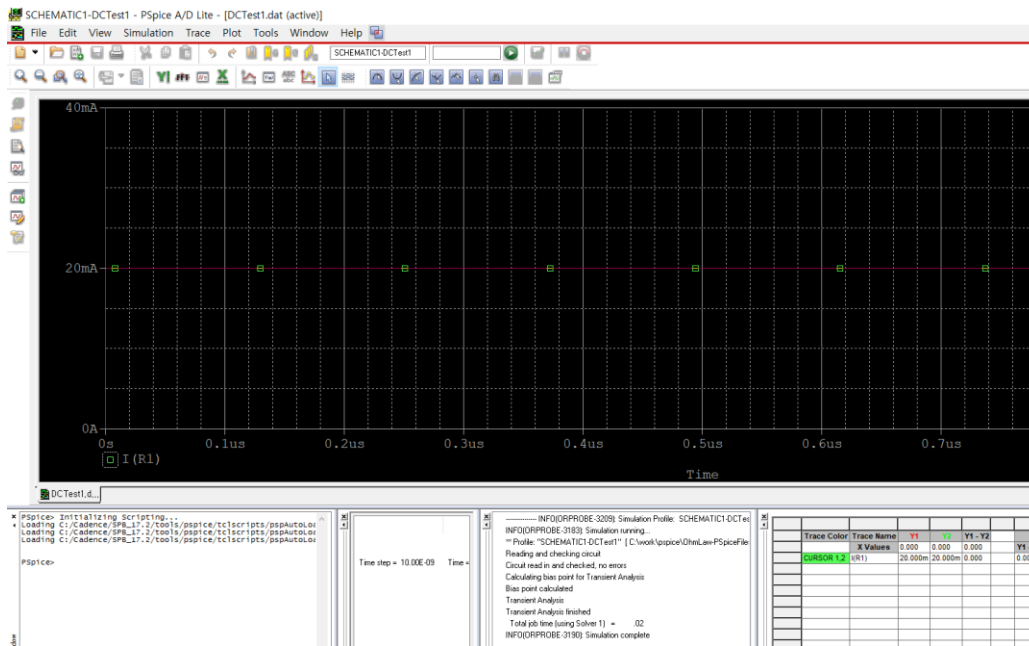 SCHEMATIC1-DCTest1 - PSpice A/D Lite - [DCTest1.dat (active)]
File Edit View Simulation Trace Plot Tools Window Help
SCHEMATIC1-DCTest1
40mA
20mA
0A
0s 0.1us 0.2us 0.3us 0.4us 0.5us 0.6us 0.7us
I(R1)
Time
DCTest1.d...
PSpice> Initializing Scripting...
Loading C:/Cadence/SPB_17.2/tools/pspice/tclscripts/pspAutoLoa
Loading C:/Cadence/SPB_17.2/tools/pspice/tclscripts/pspAutoLoa
Loading C:/Cadence/SPB_17.2/tools/pspice/tclscripts/pspAutoLoa
PSpice>
Time step = 10.00E-09 Time =
------------ INFO(ORPROBE-3209): Simulation Profile: SCHEMATIC1-DCTes
INFO(ORPROBE-3183): Simulation running...
** Profile: "SCHEMATIC1-DCTest1" [ C:\work\pspice\OhmLaw-PSpiceFile
Reading and checking circuit
Circuit read in and checked, no errors
Calculating bias point for Transient Analysis
Bias point calculated
Transient Analysis
Transient Analysis finished
Total job time (using Solver 1) = .02
INFO(ORPROBE-3190): Simulation complete
Trace Color Trace Name Y1 Y2 Y1 - Y2
X Values 0.000 0.000 0.000 Y1
CURSOR 1,2 I(R1) 20.000m 20.000m 0.000 0.00